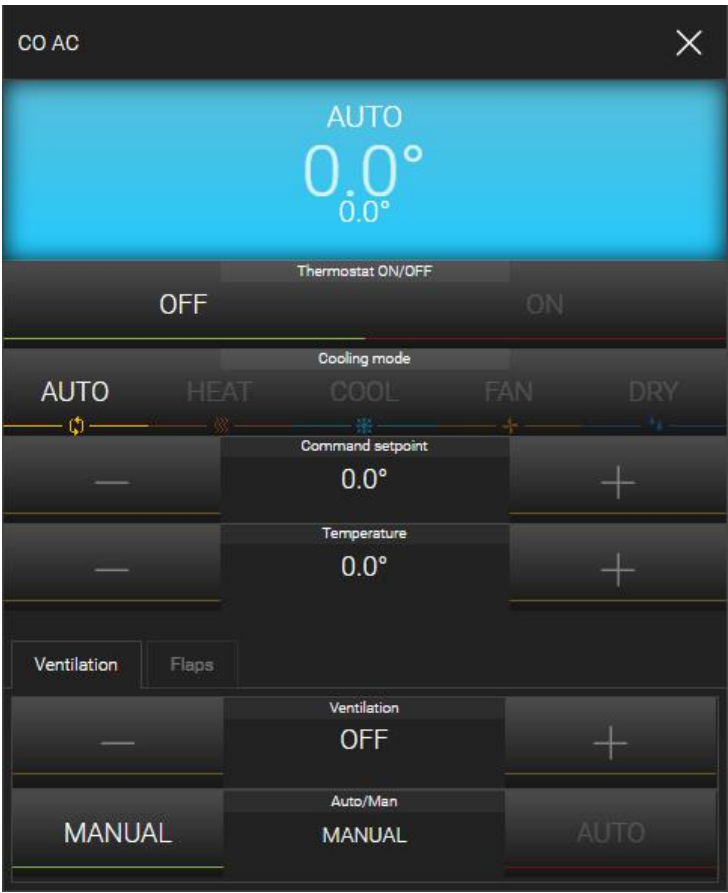 CO AC
AUTO
0.0°
0.0°
Thermostat ON/OFF
OFF ON
Cooling mode
AUTO HEAT COOL FAN DRY
Command setpoint
0.0°
Temperature
0.0°
Ventilation Flaps
Ventilation
OFF
Auto/Man
MANUAL MANUAL AUTO